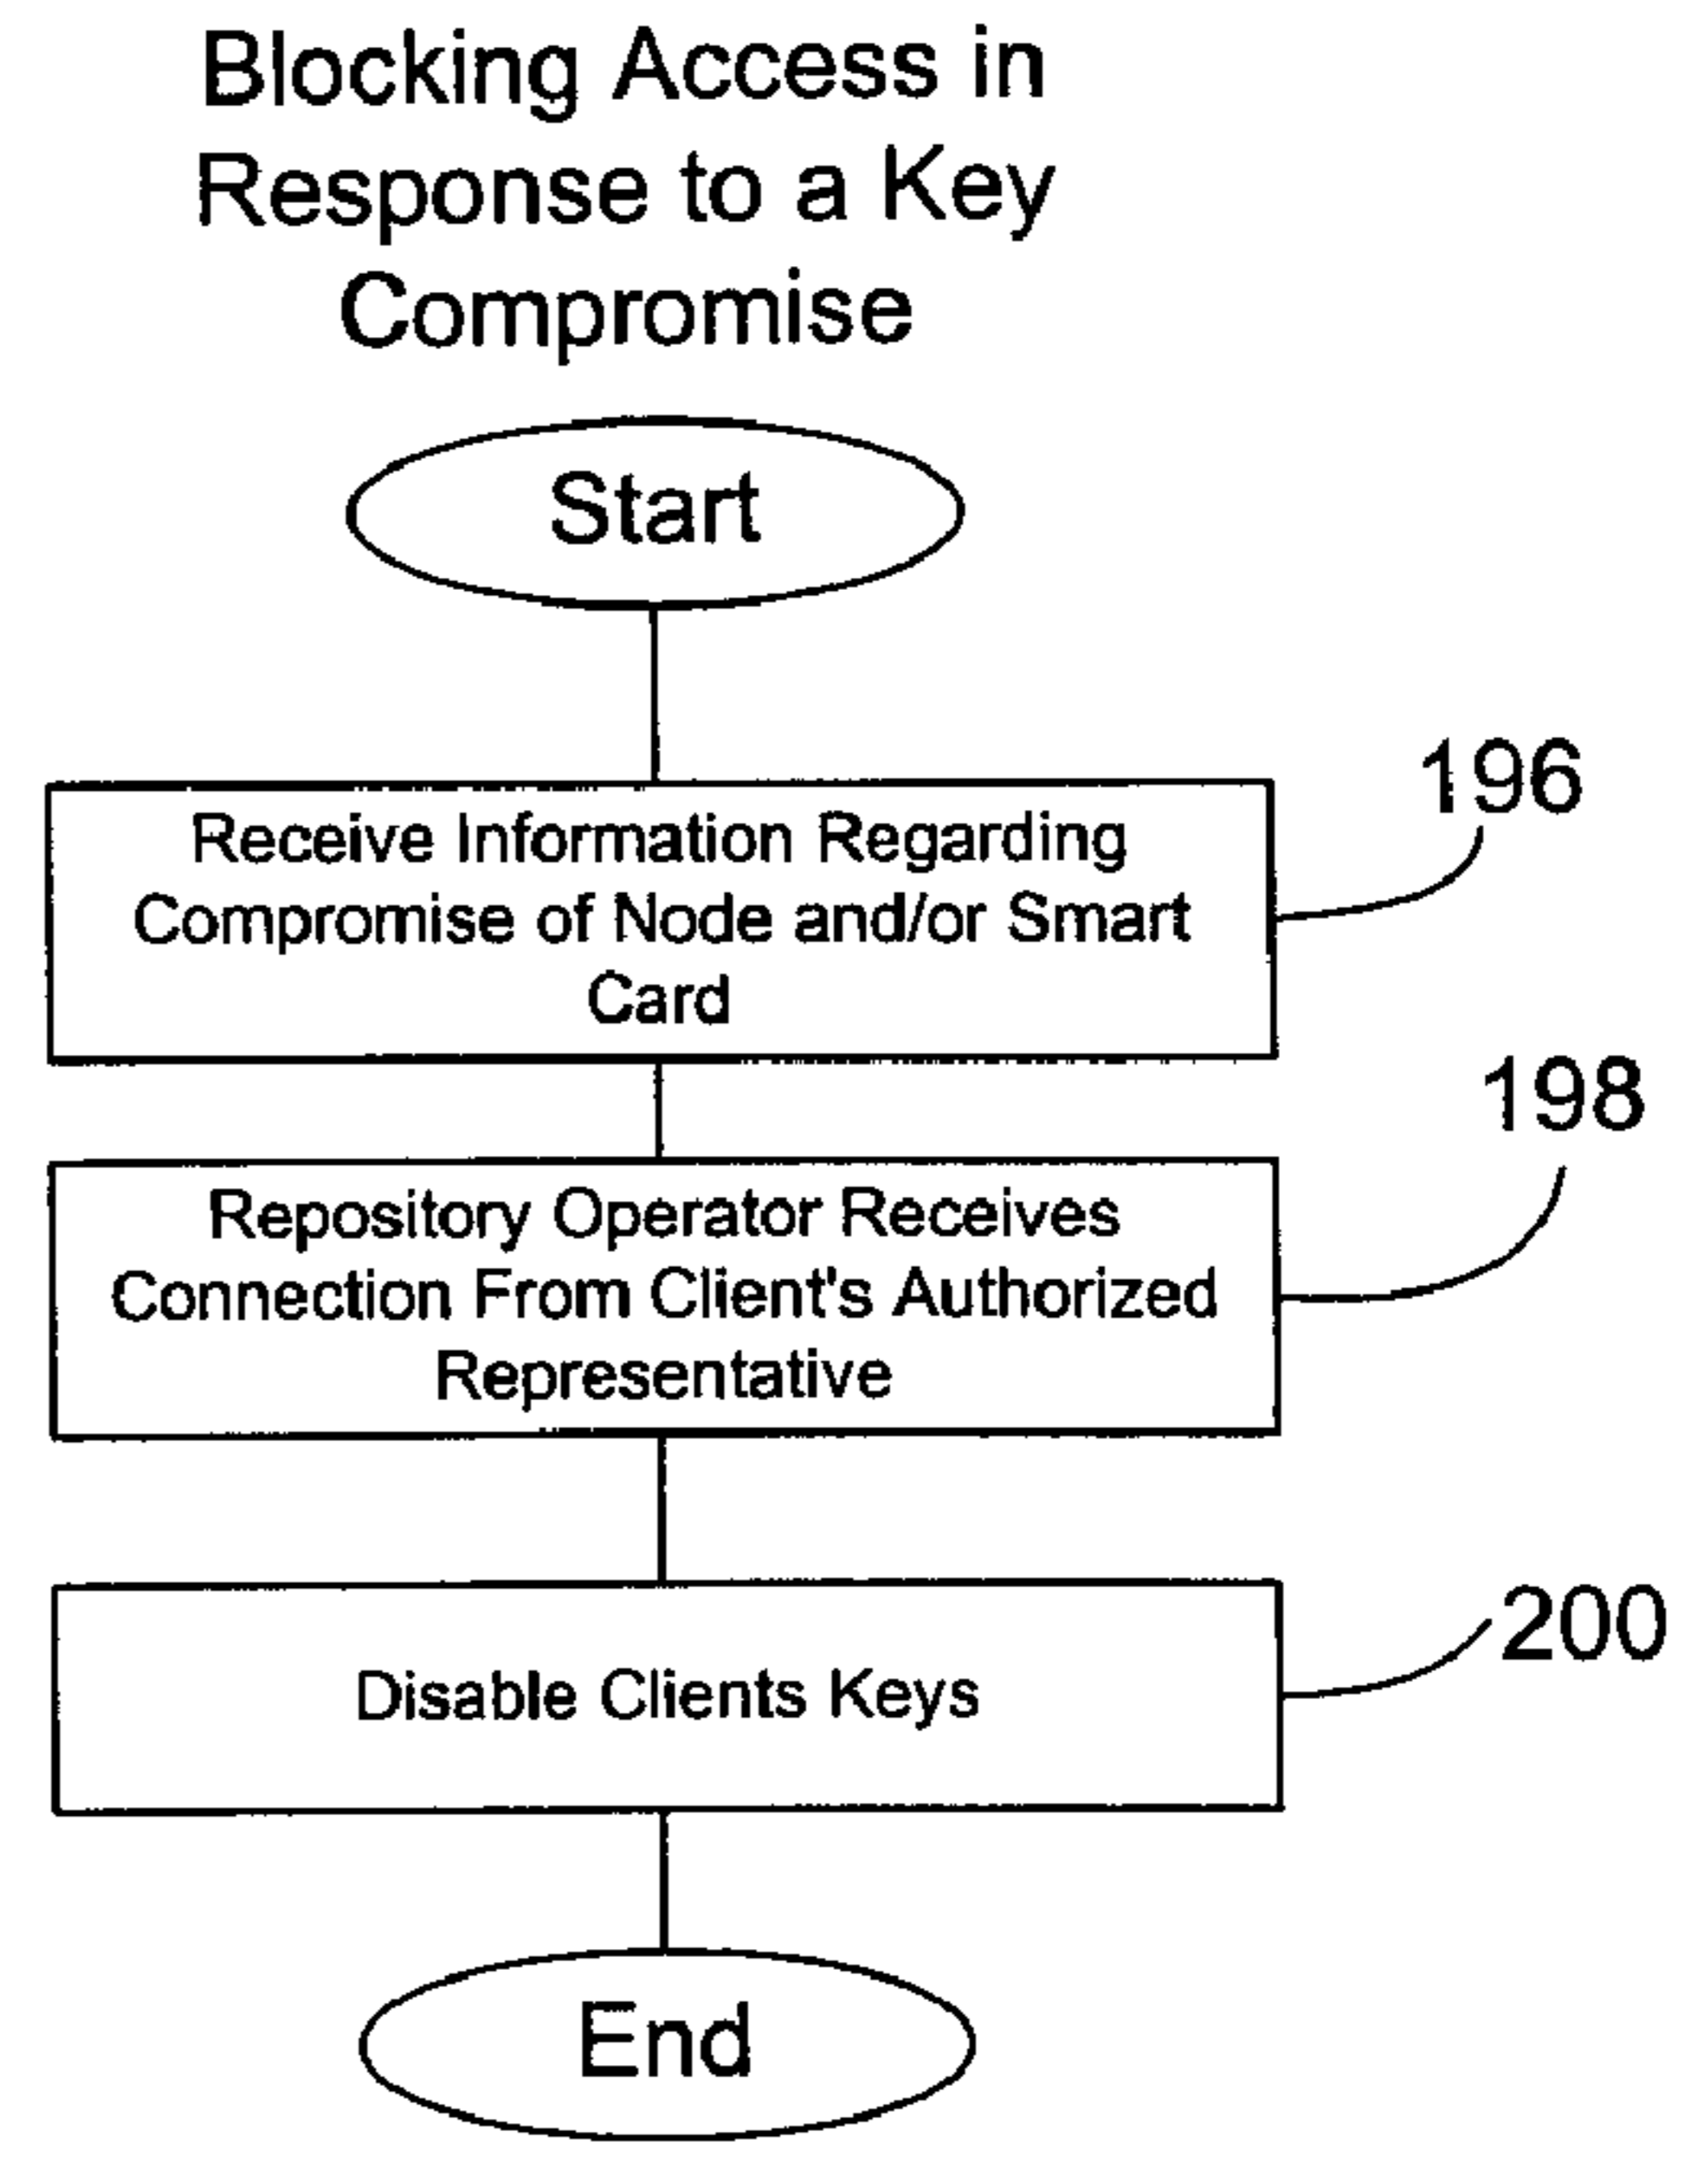 Blocking Access in
Response to a Key
Compromise
Start
196
Receive Information Regarding
Compromise of Node and/or Smart
Card
198
Repository Operator Receives
Connection From Client's Authorized
Representative
200
Disable Clients Keys
End